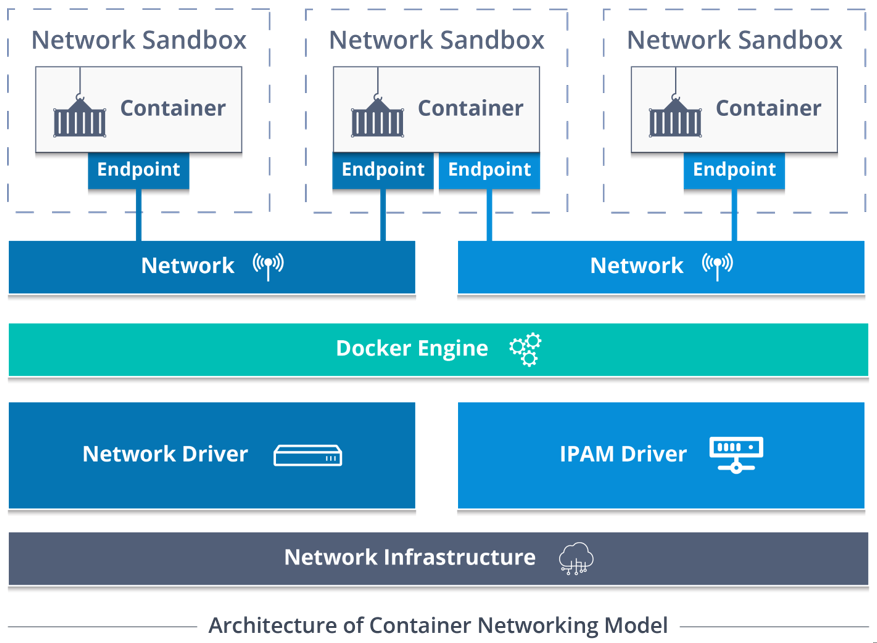 Network Sandbox
Network Sandbox
Network Sandbox
Container
Container
Container
Endpoint
Endpoint
Endpoint
Endpoint
Network
Network
Docker Engine
Network Driver
IPAM Driver
Network Infrastructure
Architecture of Container Networking Model